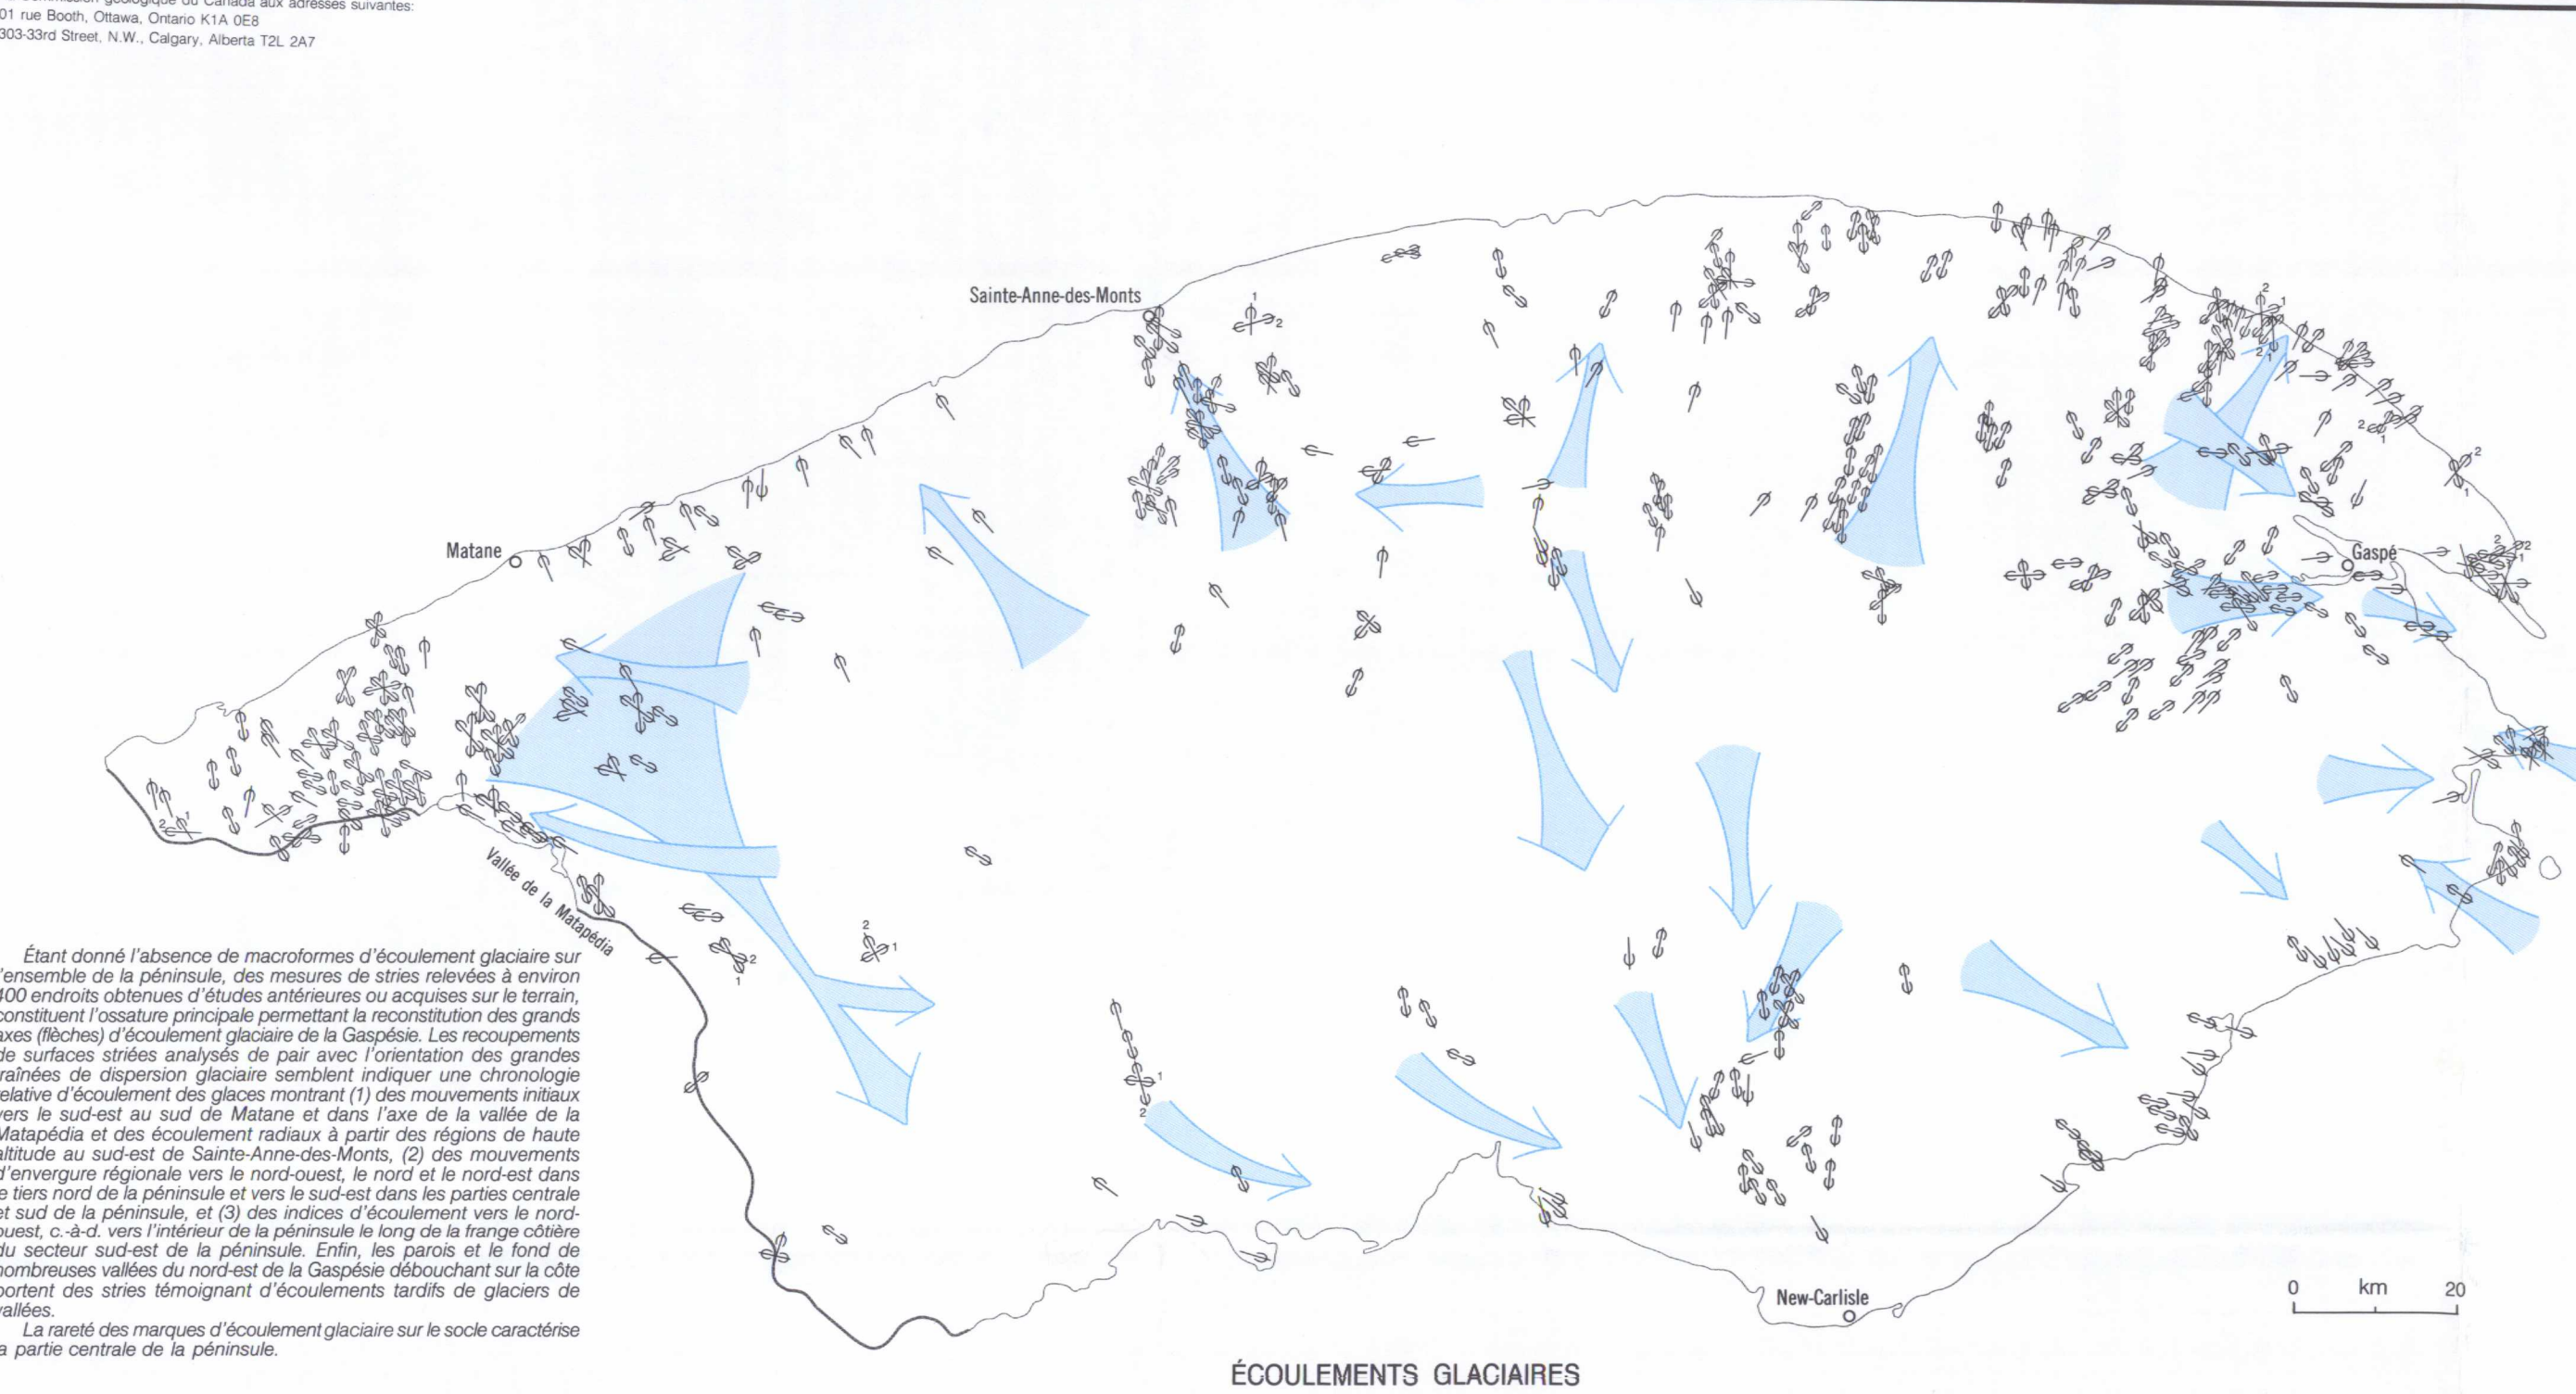 01 rue Booth, Ottawa, Ontario K1A 0E8
303-33rd Street, N.W., Calgary, Alberta T2L 2A7
Sainte-Anne-des-Monts
Matane
Gaspé
Vallée de la Matapédia
New-Carlisle
Étant donné l'absence de macroformes d'écoulement glaciaire sur
l'ensemble de la péninsule, des mesures de stries relevées à environ
400 endroits obtenues d'études antérieures ou acquises sur le terrain,
constituent l'ossature principale permettant la reconstitution des grands
axes (flèches) d'écoulement glaciaire de la Gaspésie. Les recoupements
de surfaces striées analysés de pair avec l'orientation des grandes
raînées de dispersion glaciaire semblent indiquer une chronologie
relative d'écoulement des glaces montrant (1) des mouvements initiaux
vers le sud-est au sud de Matane et dans l'axe de la vallée de la
Matapédia et des écoulement radiaux à partir des régions de haute
altitude au sud-est de Sainte-Anne-des-Monts, (2) des mouvements
d'envergure régionale vers le nord-ouest, le nord et le nord-est dans
le tiers nord de la péninsule et vers le sud-est dans les parties centrale
et sud de la péninsule, et (3) des indices d'écoulement vers le nord-
ouest, c.-à-d. vers l'intérieur de la péninsule le long de la frange côtière
du secteur sud-est de la péninsule. Enfin, les parois et le fond de
nombreuses vallées du nord-est de la Gaspésie débouchant sur la côte
portent des stries témoignant d'écoulements tardifs de glaciers de
vallées.
La rareté des marques d'écoulement glaciaire sur le socle caractérise
la partie centrale de la péninsule.
0 km 20
ÉCOULEMENTS GLACIAIRES